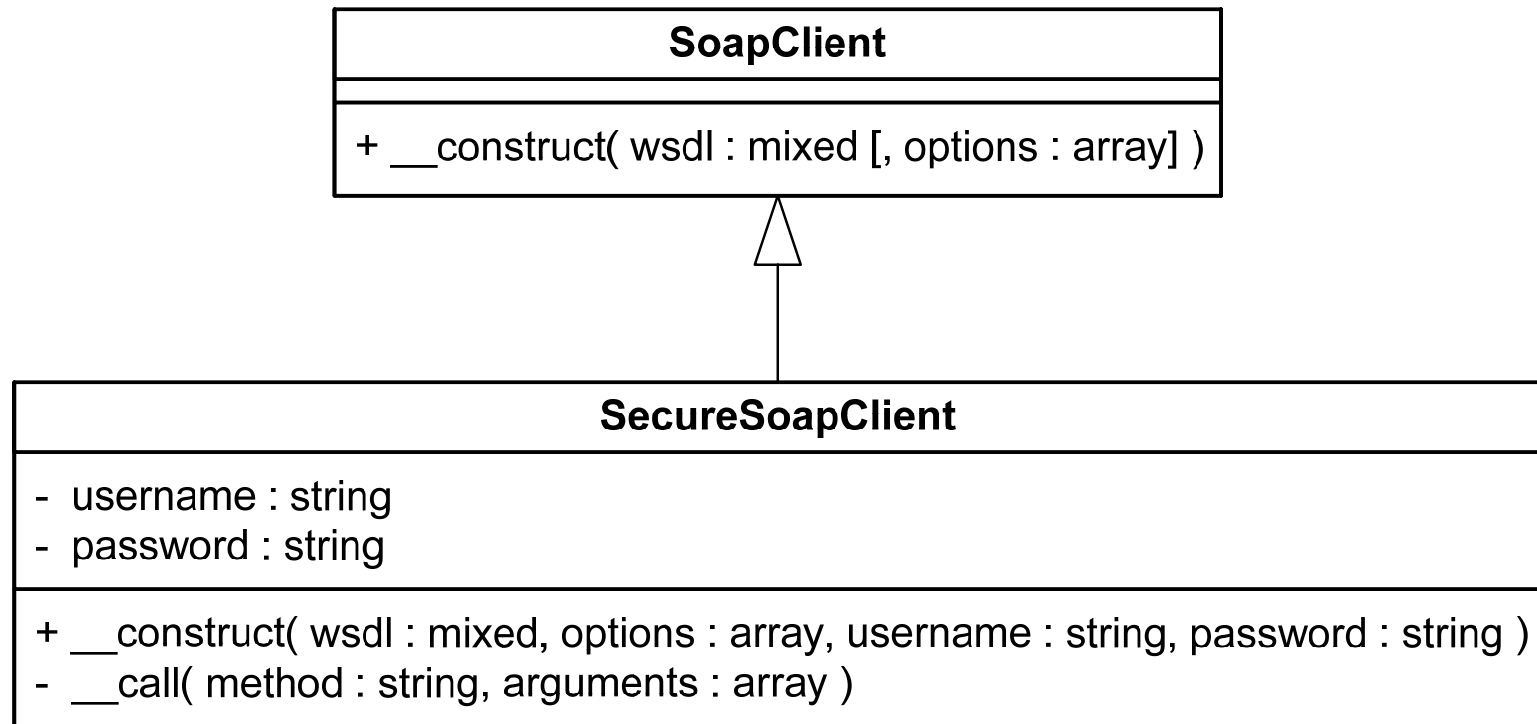 SoapClient
+ __construct( wsdl : mixed [, options : array] )
SecureSoapClient
- username : string
- password : string
+ __construct( wsdl : mixed, options : array, username : string, password : string )
- __call( method : string, arguments : array )